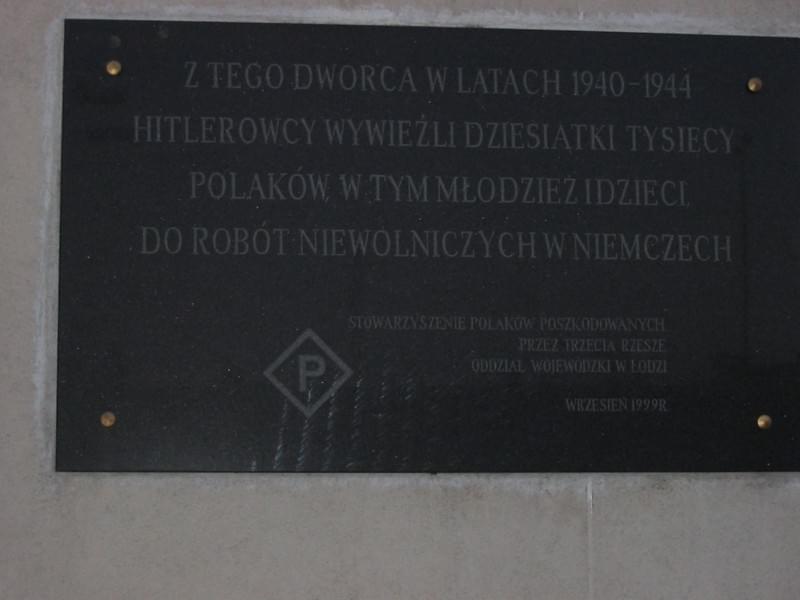 Z TEGO DWORCA W LATACH 1940-1944
HITLEROWCY WYWIEŹLI DZIESIĄTKI TYSIĘCY
POLAKÓW W TYM MŁODZIEŻ I DZIECI
DO ROBÓT NIEWOLNICZYCH W NIEMCZECH
STOWARZYSZENIE POLAKÓW POSZKODOWANYCH
PRZEZ TRZECIĄ RZESZĘ
ODDZIAŁ WOJEWÓDZKI W ŁODZI
P
WRZESIEŃ 1999R.